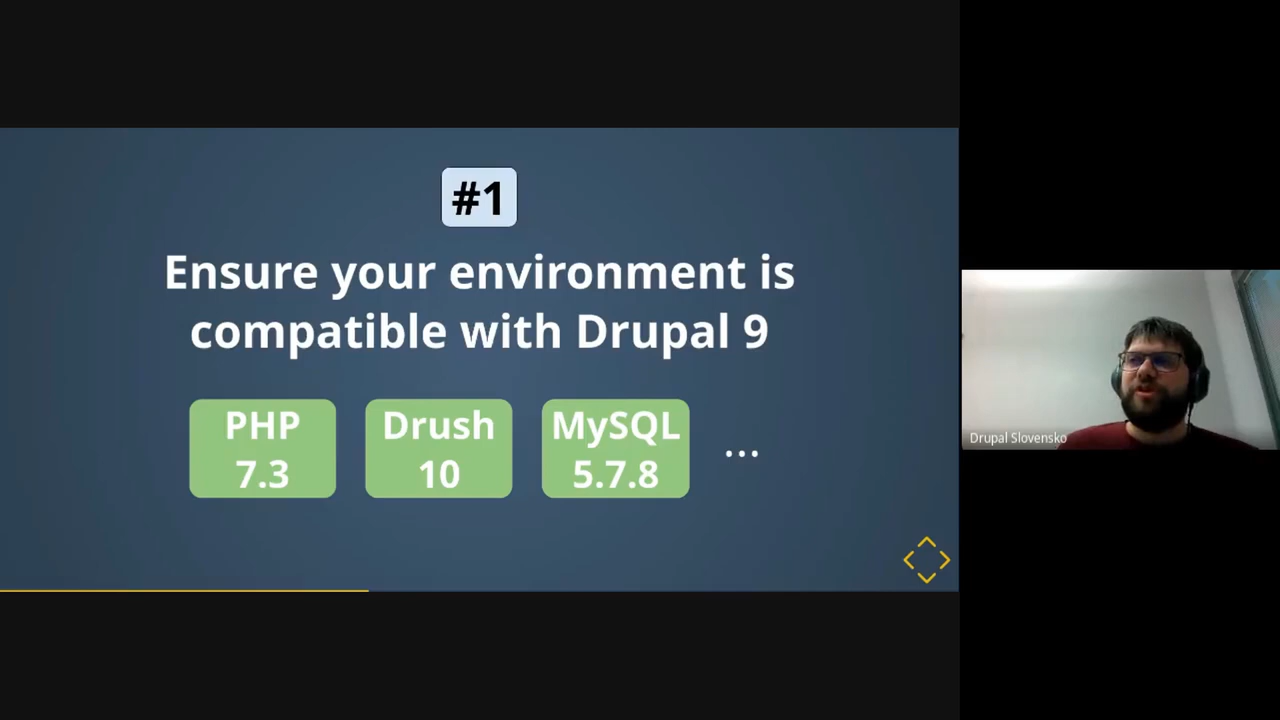 #1
Ensure your environment is
compatible with Drupal 9
PHP
7.3
Drush
10
MySQL
5.7.8
...
Drupal Slovensko